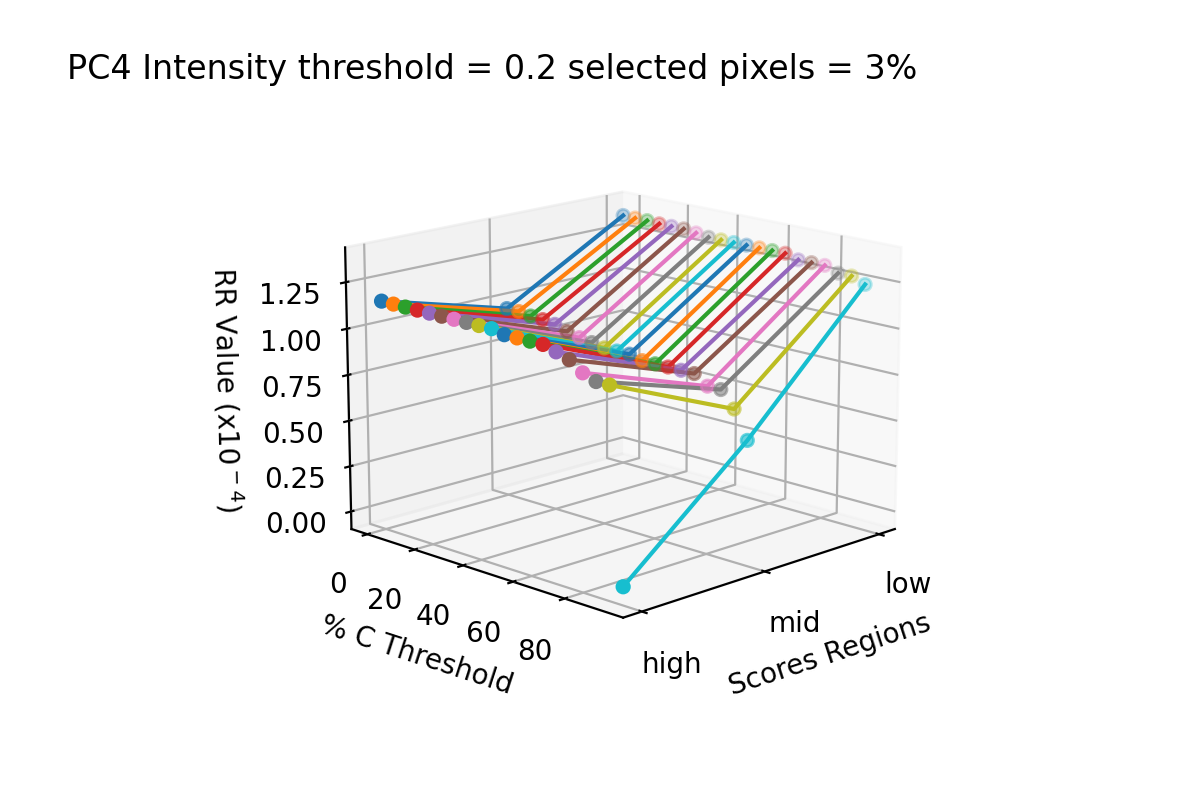 PC4 Intensity threshold = 0.2 selected pixels = 3%
RR Value (x10⁻⁴)
1.25
1.00
0.75
0.50
0.25
0.00
0
20
40
60
80
% C Threshold
high
mid
low
Scores Regions